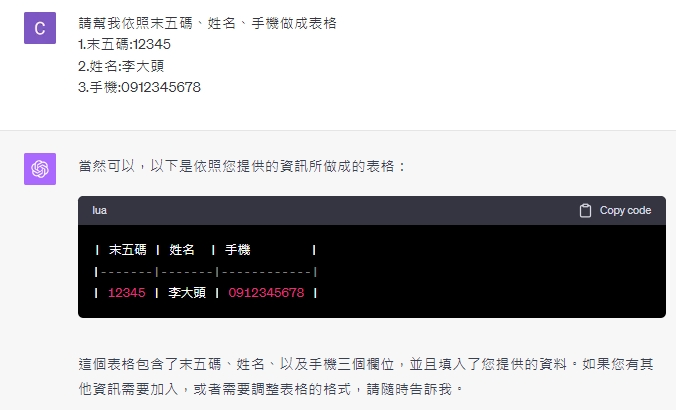 C
請幫我依照末五碼、姓名、手機做成表格
1.末五碼:12345
2.姓名:李大頭
3.手機:0912345678
當然可以，以下是依照您提供的資訊所做成的表格：
lua Copy code
| 末五碼 | 姓名 | 手機 |
|-------|-------|------------|
| 12345 | 李大頭 | 0912345678 |
這個表格包含了末五碼、姓名、以及手機三個欄位，並且填入了您提供的資料。如果您有其
他資訊需要加入，或者需要調整表格的格式，請隨時告訴我。